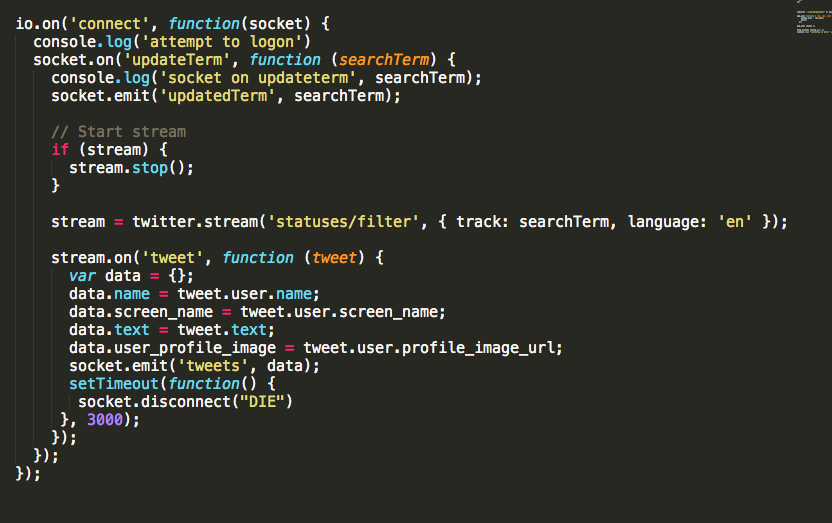 io.on('connect', function(socket) {
  console.log('attempt to logon')
  socket.on('updateTerm', function (searchTerm) {
    console.log('socket on updateterm', searchTerm);
    socket.emit('updatedTerm', searchTerm);

    // Start stream
    if (stream) {
      stream.stop();
    }

    stream = twitter.stream('statuses/filter', { track: searchTerm, language: 'en' });

    stream.on('tweet', function (tweet) {
      var data = {};
      data.name = tweet.user.name;
      data.screen_name = tweet.user.screen_name;
      data.text = tweet.text;
      data.user_profile_image = tweet.user.profile_image_url;
      socket.emit('tweets', data);
      setTimeout(function() {
       socket.disconnect("DIE")
     }, 3000);
    });
  });
});